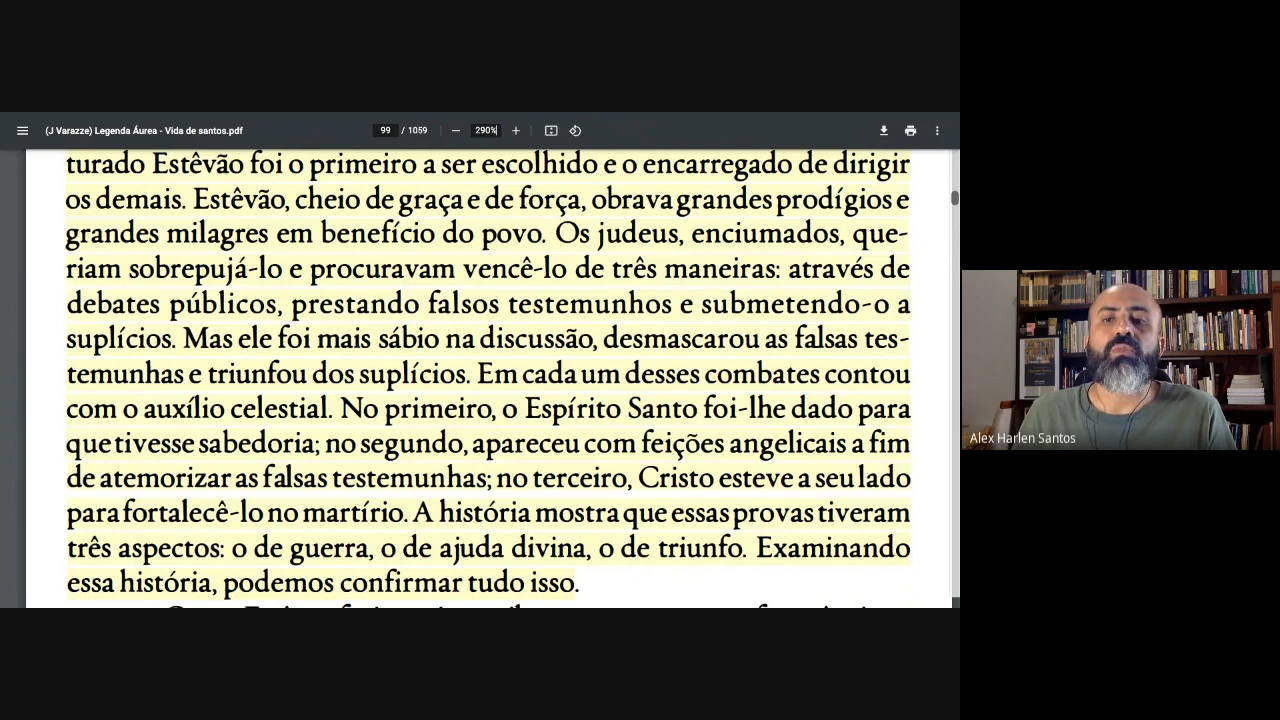 (J Varazze) Legenda Áurea - Vida de santos.pdf
99 / 1059
290%
turado Estêvão foi o primeiro a ser escolhido e o encarregado de dirigir
os demais. Estêvão, cheio de graça e de força, obrava grandes prodígios e
grandes milagres em benefício do povo. Os judeus, enciumados, que-
riam sobrepujá-lo e procuravam vencê-lo de três maneiras: através de
debates públicos, prestando falsos testemunhos e submetendo-o a
suplícios. Mas ele foi mais sábio na discussão, desmascarou as falsas tes-
temunhas e triunfou dos suplícios. Em cada um desses combates contou
com o auxílio celestial. No primeiro, o Espírito Santo foi-lhe dado para
que tivesse sabedoria; no segundo, apareceu com feições angelicais a fim
de atemorizar as falsas testemunhas; no terceiro, Cristo esteve a seu lado
para fortalecê-lo no martírio. A história mostra que essas provas tiveram
três aspectos: o de guerra, o de ajuda divina, o de triunfo. Examinando
essa história, podemos confirmar tudo isso.
Alex Harlen Santos